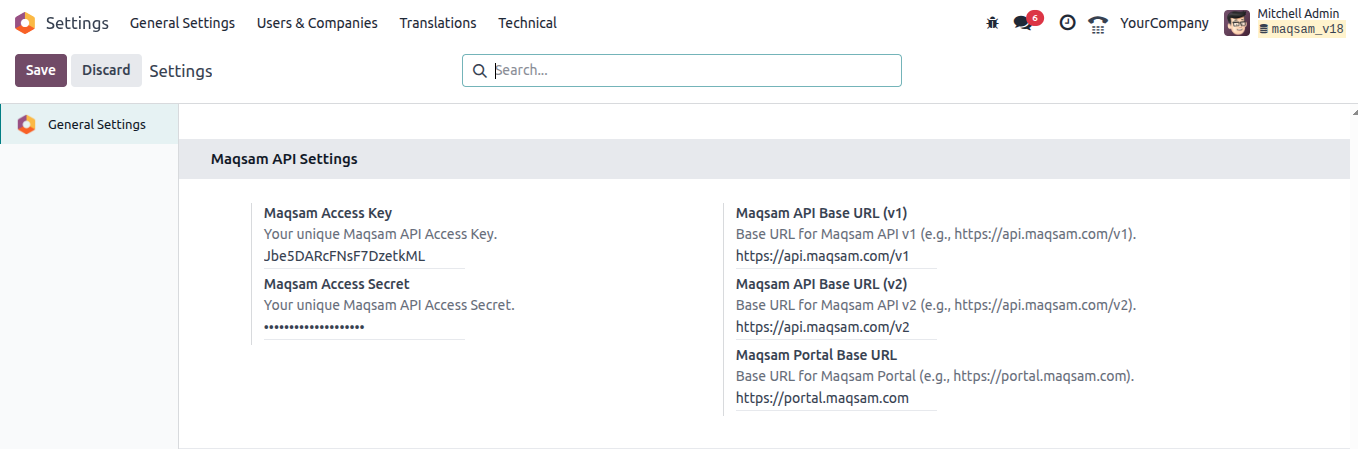 Settings General Settings Users & Companies Translations Technical 6 YourCompany Mitchell Admin
maqsam_v18
Save Discard Settings Search...
General Settings
Maqsam API Settings
Maqsam Access Key
Your unique Maqsam API Access Key.
Jbe5DARcFNsF7DzetkML
Maqsam Access Secret
Your unique Maqsam API Access Secret.
••••••••••••••••••••
Maqsam API Base URL (v1)
Base URL for Maqsam API v1 (e.g., https://api.maqsam.com/v1).
https://api.maqsam.com/v1
Maqsam API Base URL (v2)
Base URL for Maqsam API v2 (e.g., https://api.maqsam.com/v2).
https://api.maqsam.com/v2
Maqsam Portal Base URL
Base URL for Maqsam Portal (e.g., https://portal.maqsam.com).
https://portal.maqsam.com